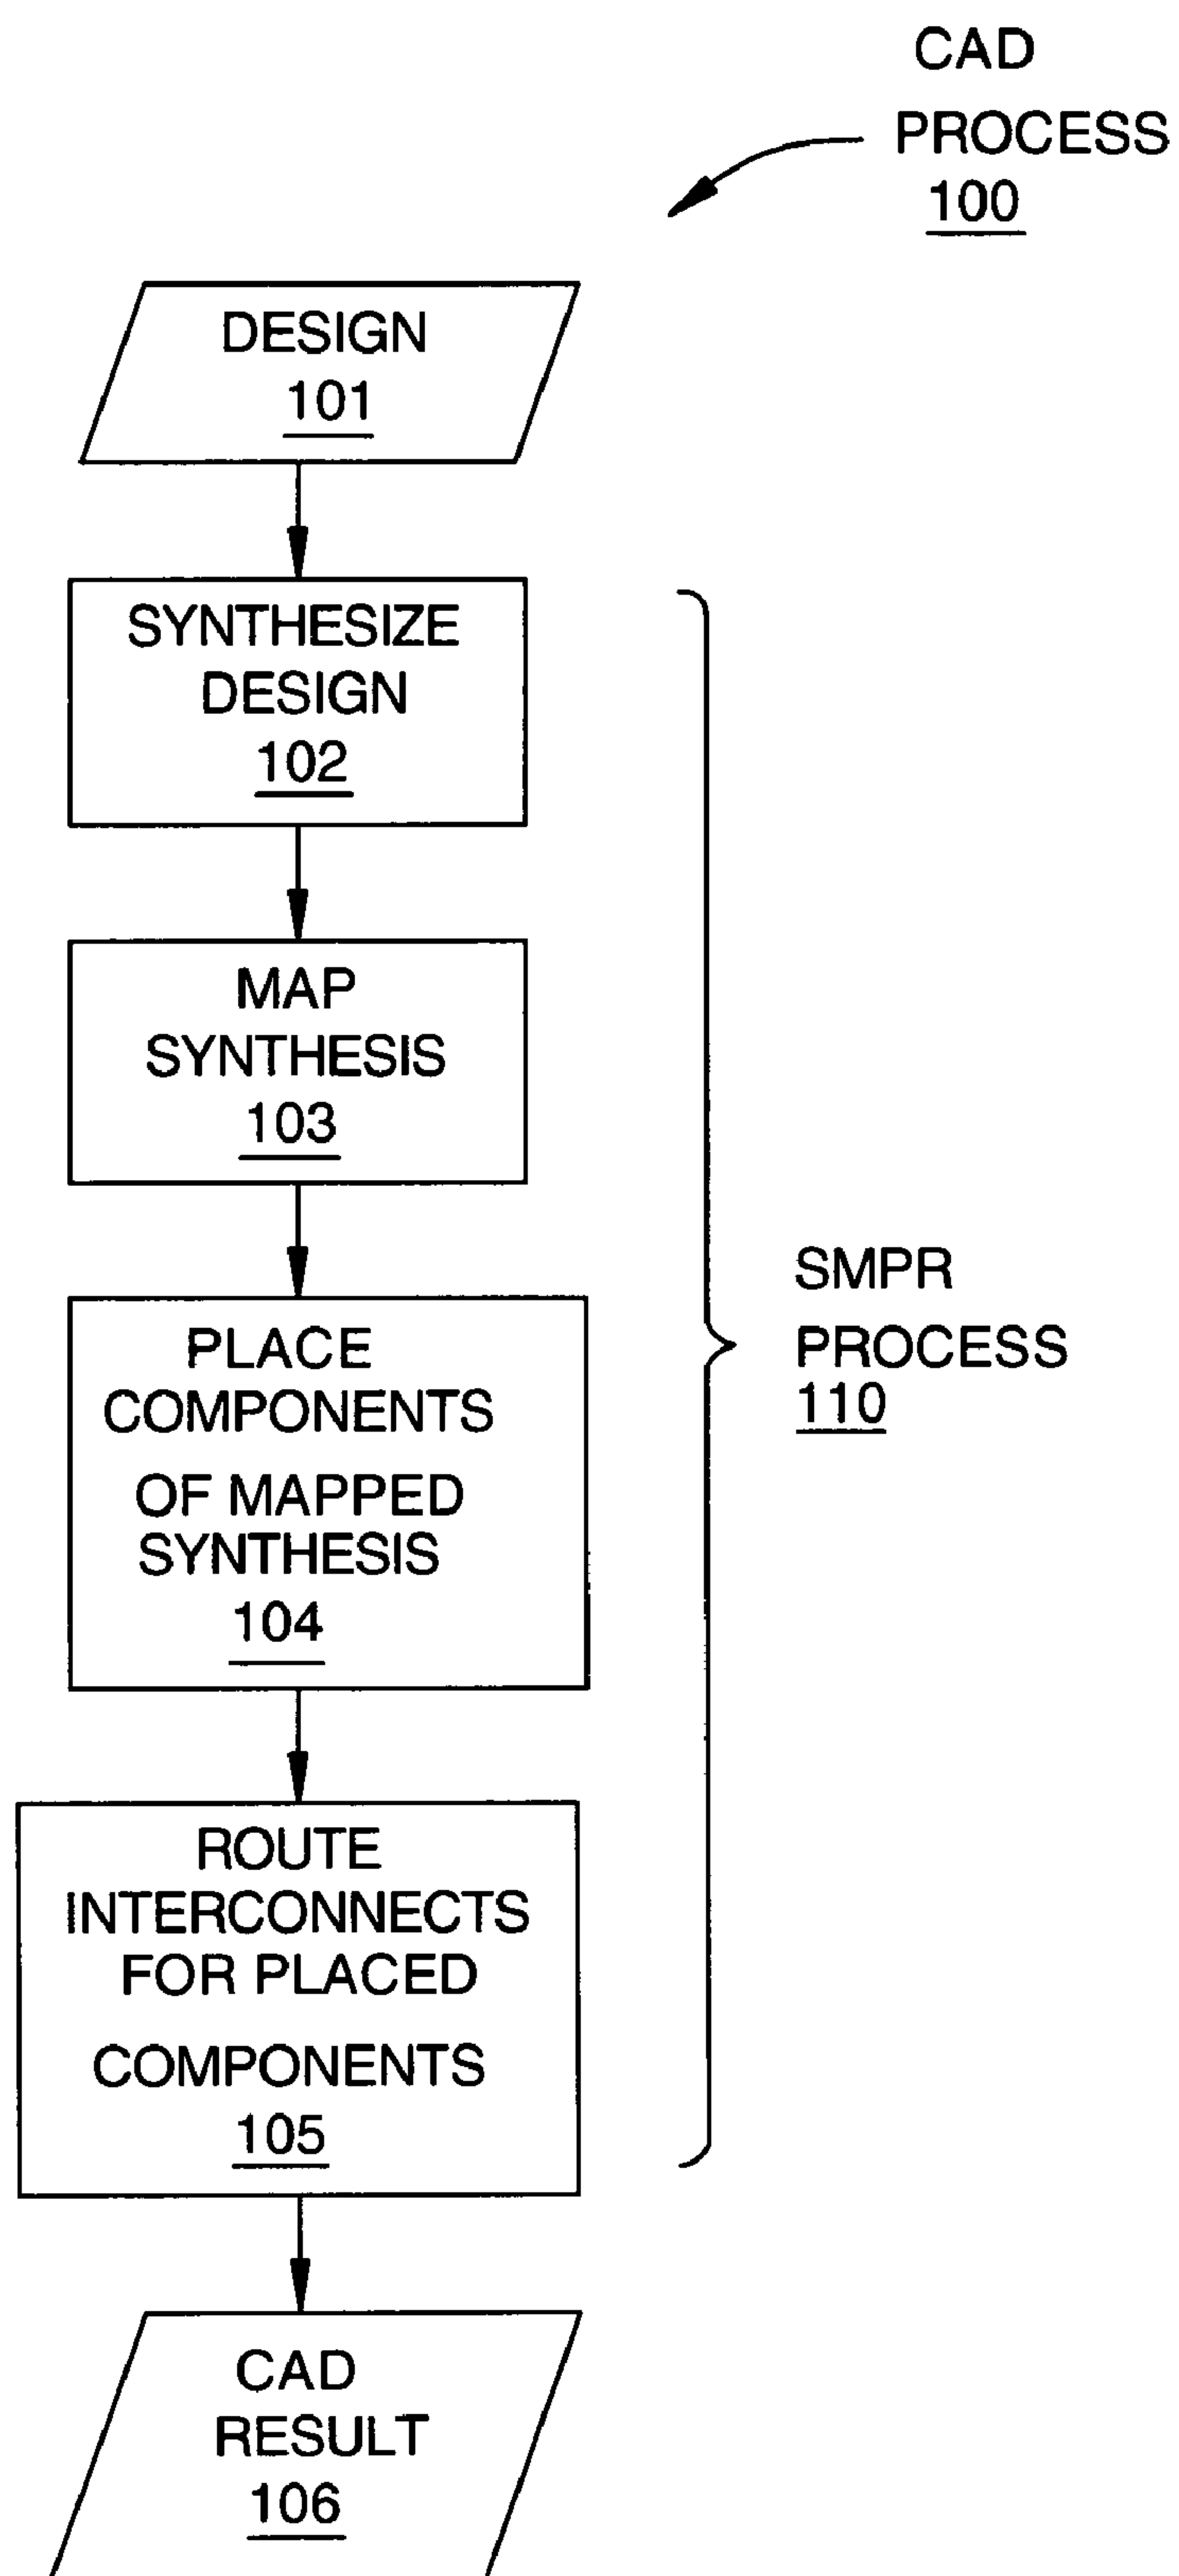 CAD
PROCESS
100
DESIGN
101
SYNTHESIZE
DESIGN
102
MAP
SYNTHESIS
103
PLACE
COMPONENTS
OF MAPPED
SYNTHESIS
104
ROUTE
INTERCONNECTS
FOR PLACED
COMPONENTS
105
SMPR
PROCESS
110
CAD
RESULT
106